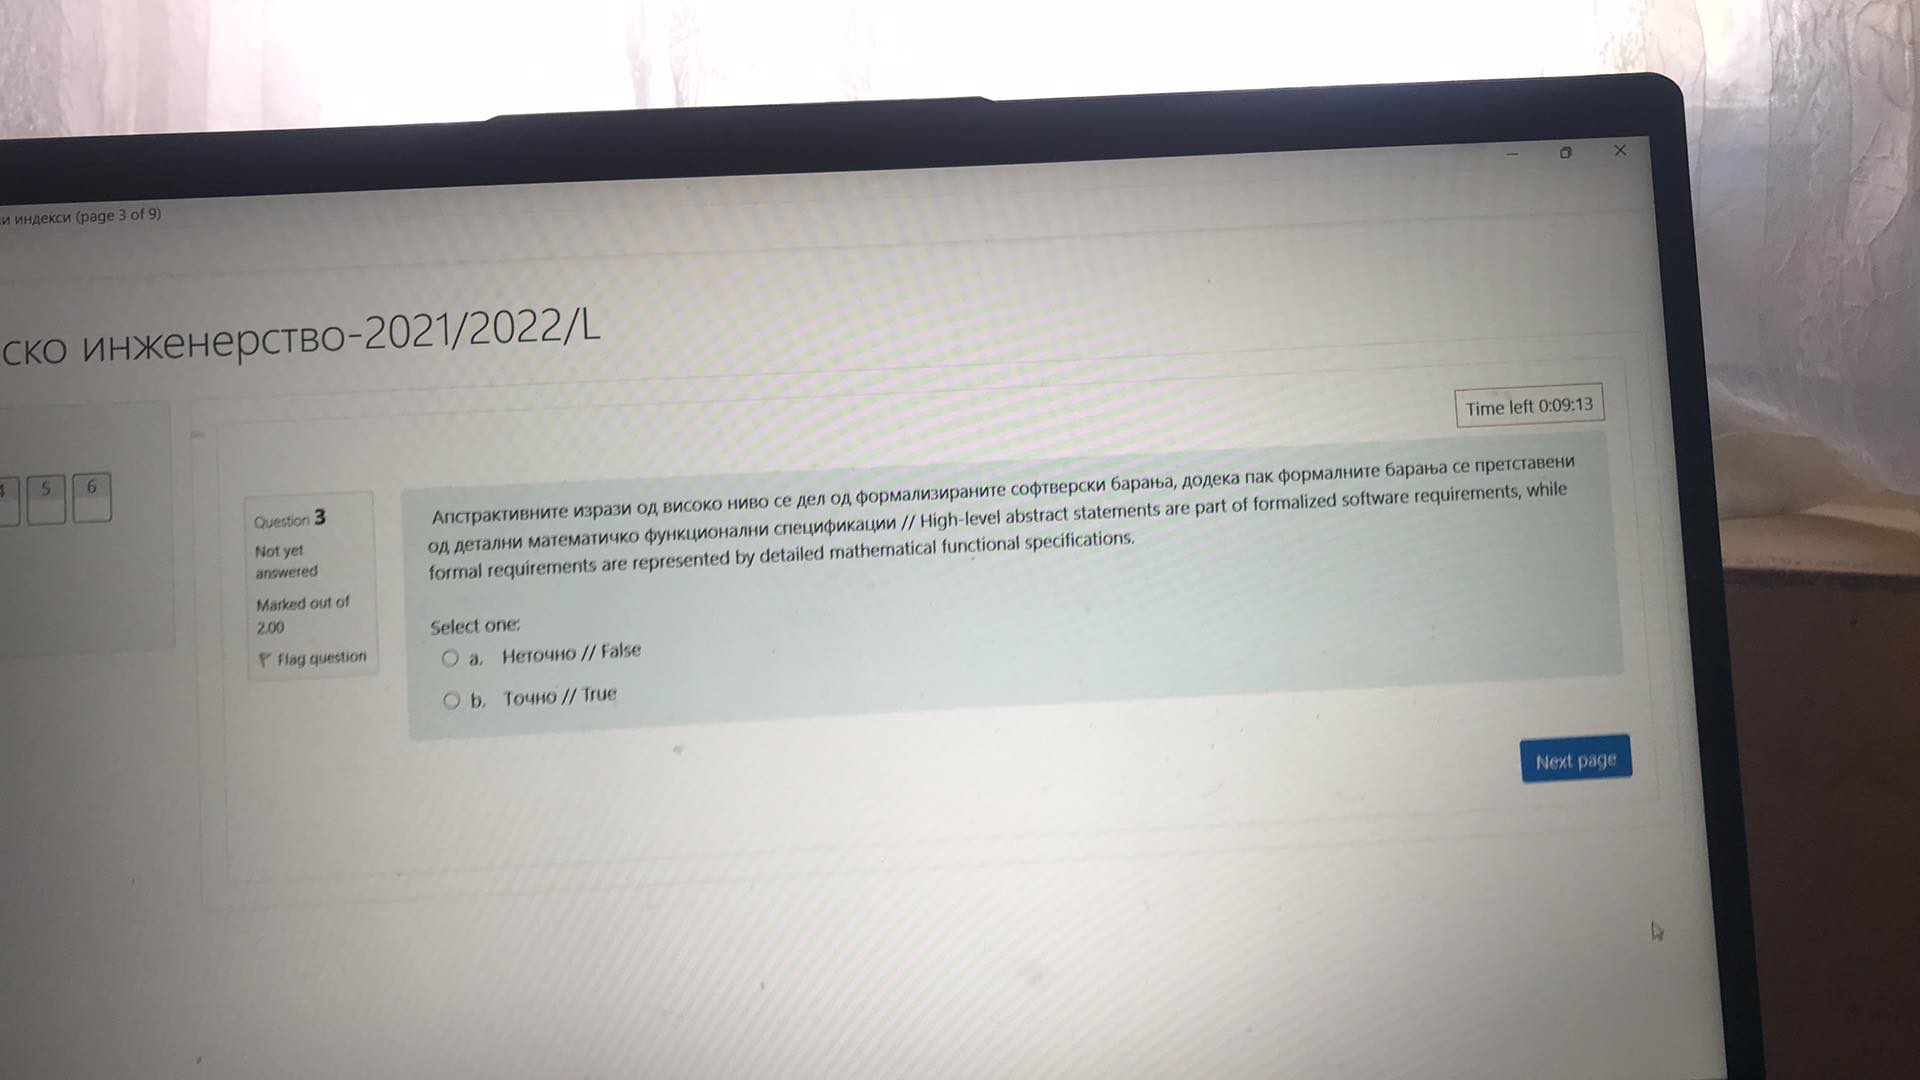 и индекси (page 3 of 9)
ско инженерство-2021/2022/L
Time left 0:09:13
5 6
Question 3
Not yet
answered
Marked out of
2.00
Flag question
Апстрактивните изрази од високо ниво се дел од формализираните софтверски барања, додека пак формалните барања се претставени
од детални математичко функционални спецификации // High-level abstract statements are part of formalized software requirements, while
formal requirements are represented by detailed mathematical functional specifications.
Select one:
a. Неточно // False
b. Точно // True
Next page